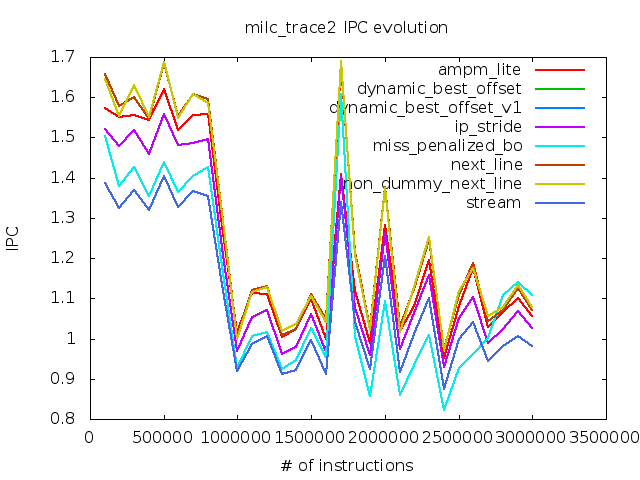 milc_trace2 IPC evolution
1.7
1.6
1.5
1.4
1.3
1.2
1.1
1
0.9
0.8
IPC
ampm_lite
dynamic_best_offset
dynamic_best_offset_v1
ip_stride
miss_penalized_bo
next_line
non_dummy_next_line
stream
0 500000 1000000 1500000 2000000 2500000 3000000 3500000
# of instructions